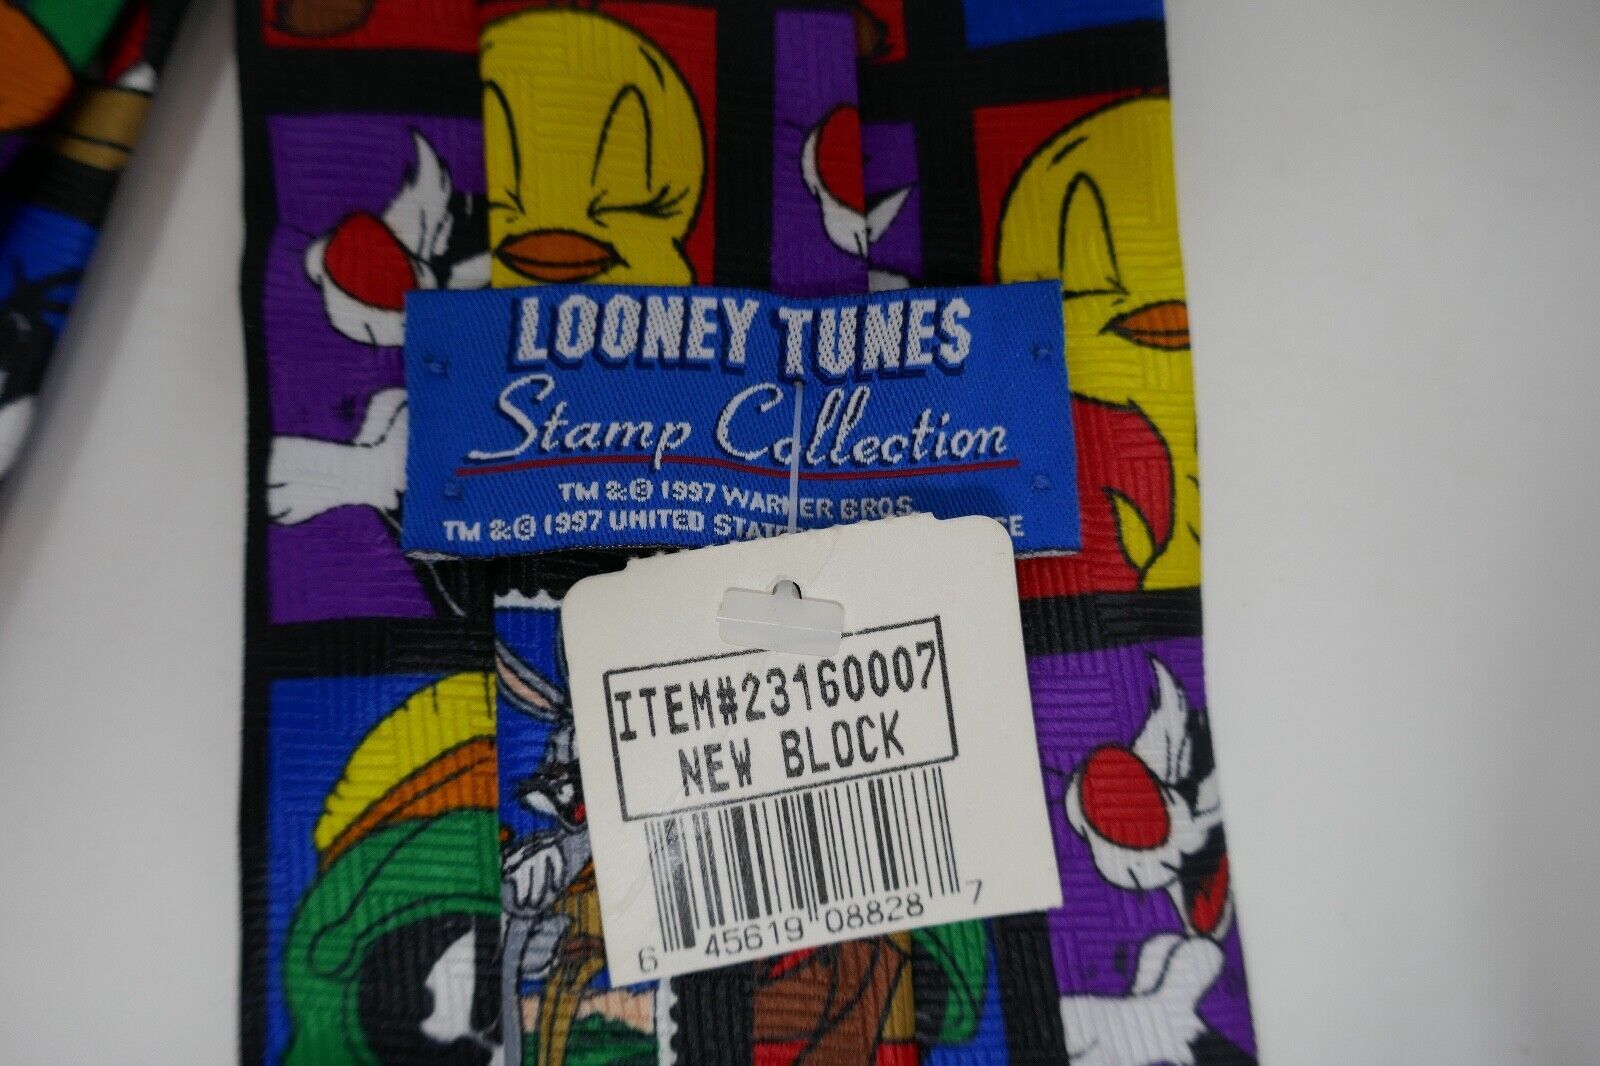 LOONEY TUNES
Stamp Collection
TM & © 1997 WARNER BROS.
TM & © 1997 UNITED
ITEM#23160007
NEW BLOCK
6 45619 08828 7